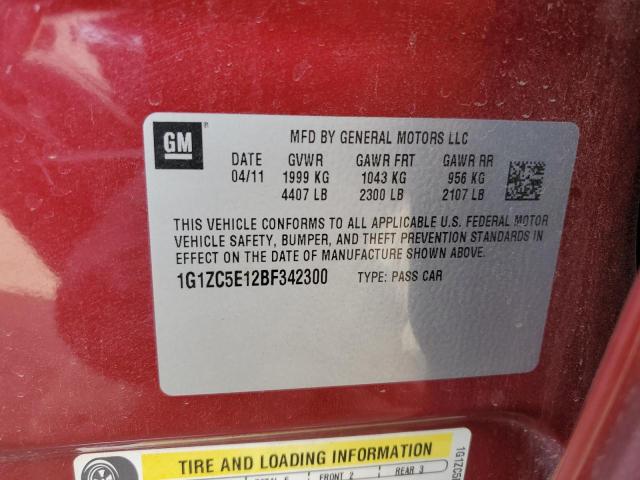 GM
MFD BY GENERAL MOTORS LLC
DATE GVWR GAWR FRT GAWR RR
04/11 1999 KG 1043 KG 956 KG
4407 LB 2300 LB 2107 LB
THIS VEHICLE CONFORMS TO ALL APPLICABLE U.S. FEDERAL MOTOR
VEHICLE SAFETY, BUMPER, AND THEFT PREVENTION STANDARDS IN
EFFECT ON THE DATE OF MANUFACTURE SHOWN ABOVE.
1G1ZC5E12BF342300 TYPE: PASS CAR
TIRE AND LOADING INFORMATION
FRONT 2 REAR 3
1G1ZC5